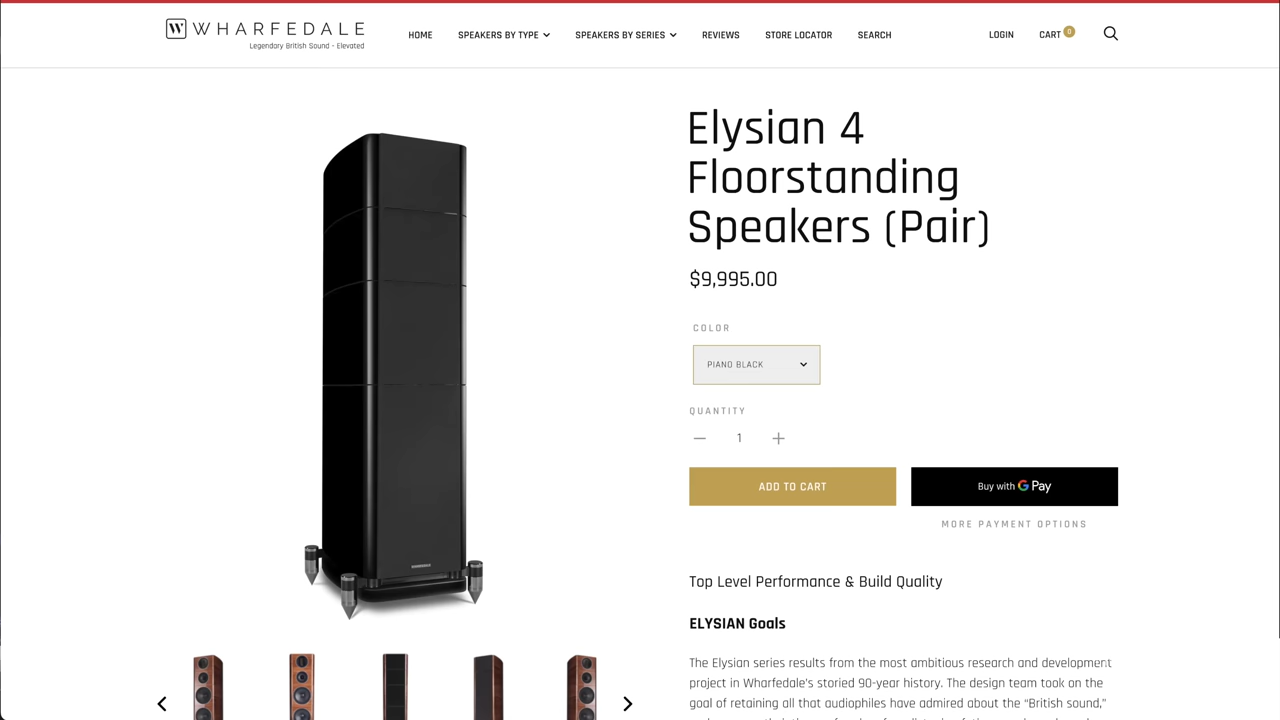 W WHARFEDALE
Legendary British Sound - Elevated
HOME SPEAKERS BY TYPE SPEAKERS BY SERIES REVIEWS STORE LOCATOR SEARCH LOGIN CART 0
Elysian 4
Floorstanding
Speakers (Pair)
$9,995.00
COLOR
PIANO BLACK
QUANTITY
1
ADD TO CART
Buy with G Pay
MORE PAYMENT OPTIONS
Top Level Performance & Build Quality
ELYSIAN Goals
The Elysian series results from the most ambitious research and development
project in Wharfedale's storied 90-year history. The design team took on the
goal of retaining all that audiophiles have admired about the “British sound,”